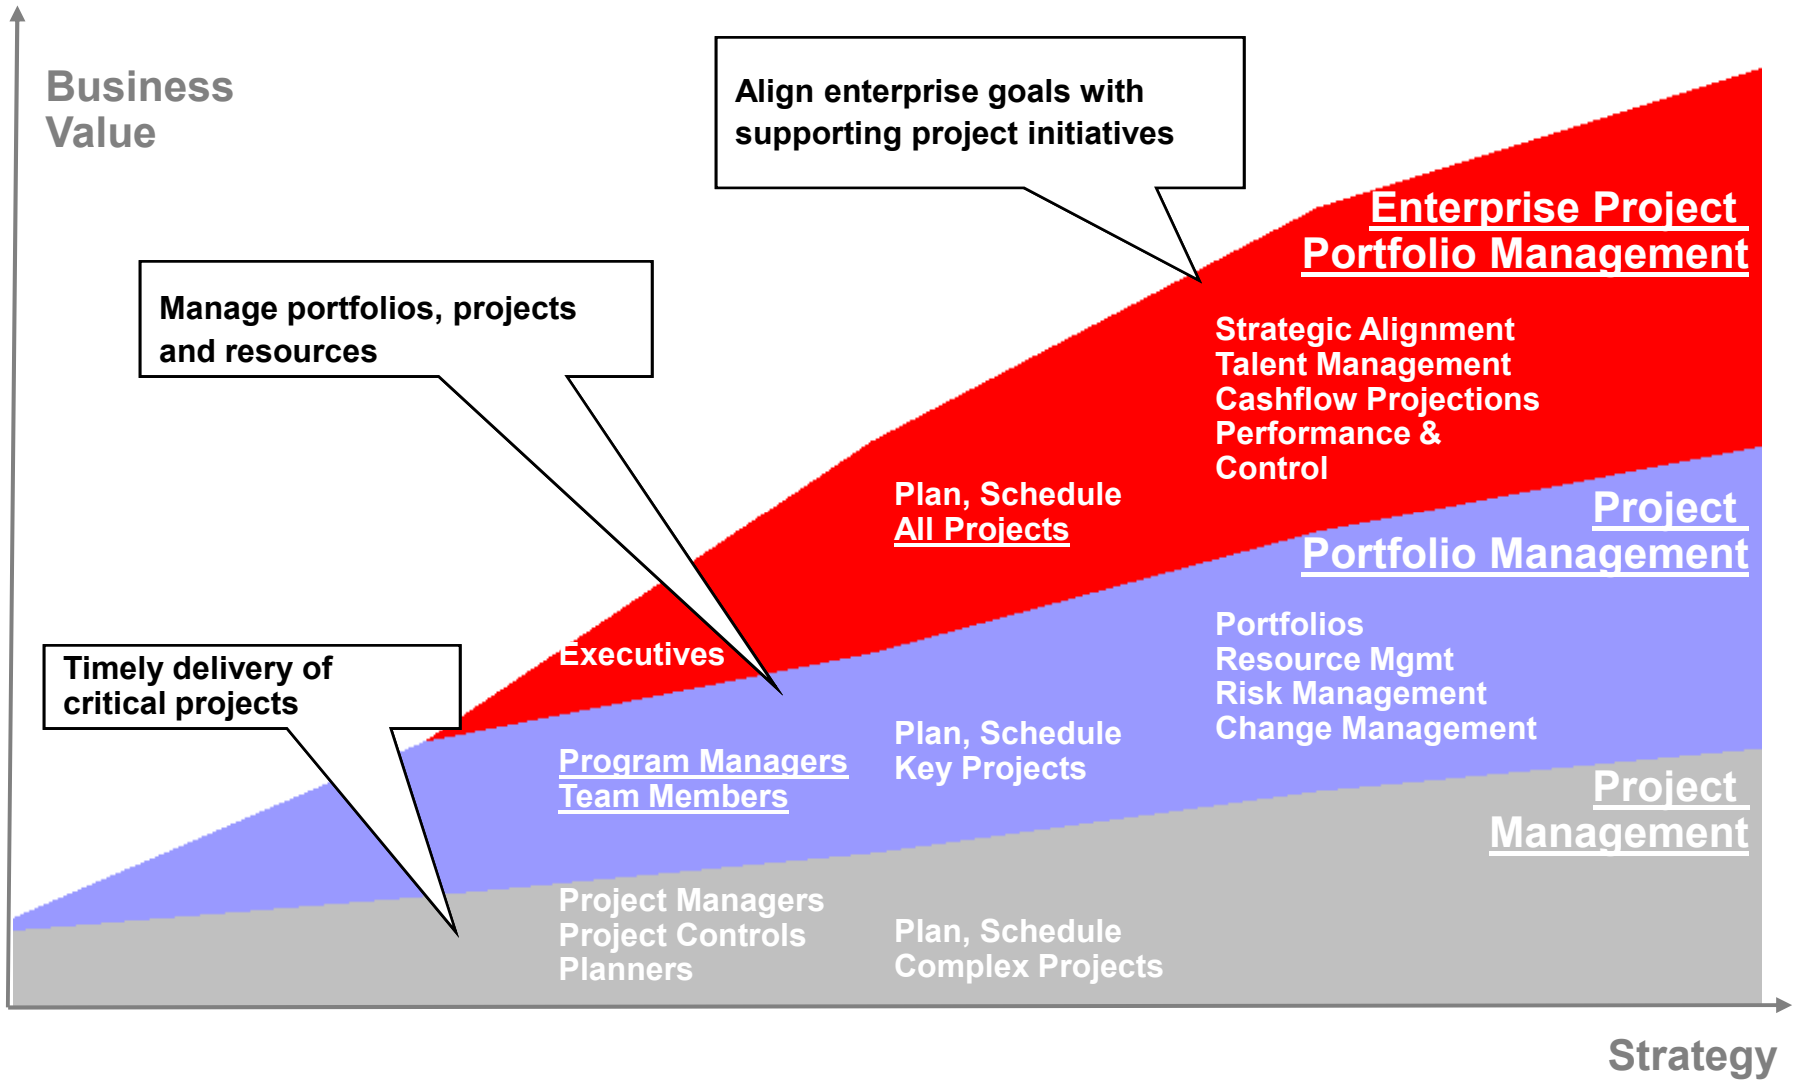 Business
Value
Align enterprise goals with
supporting project initiatives
Enterprise Project
Portfolio Management
Manage portfolios, projects
and resources
Strategic Alignment
Talent Management
Cashflow Projections
Performance &
Control
Plan, Schedule
All Projects
Project
Portfolio Management
Executives
Timely delivery of
critical projects
Portfolios
Resource Mgmt
Risk Management
Change Management
Plan, Schedule
Key Projects
Program Managers
Team Members
Project
Management
Project Managers
Project Controls
Planners
Plan, Schedule
Complex Projects
Strategy